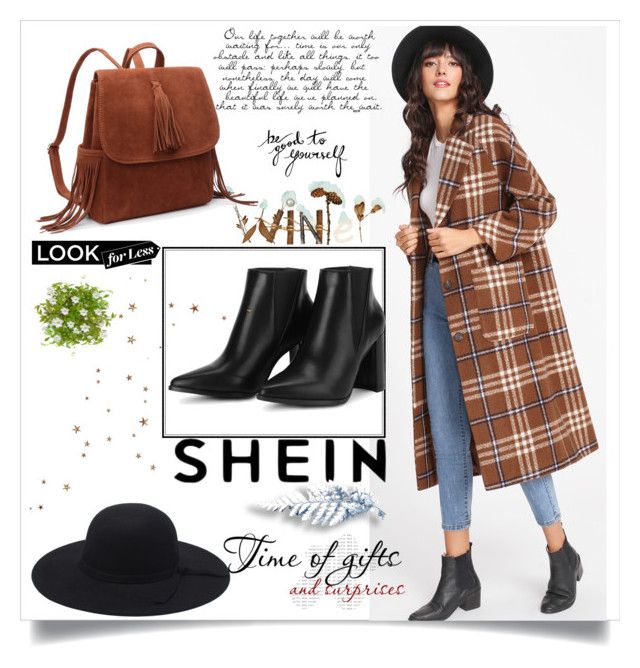 Our life together will be worth
waiting for... time is our only
obstacle and like all things, it too
will pass: perhaps slowly, but
nonetheless, the day will come
when finally we will have the
beautiful life we've planned on,
that it was surely worth the wait.
be
good to
yourself
WINTER
LOOK for Less
SHEIN
Time of gifts
and surprises